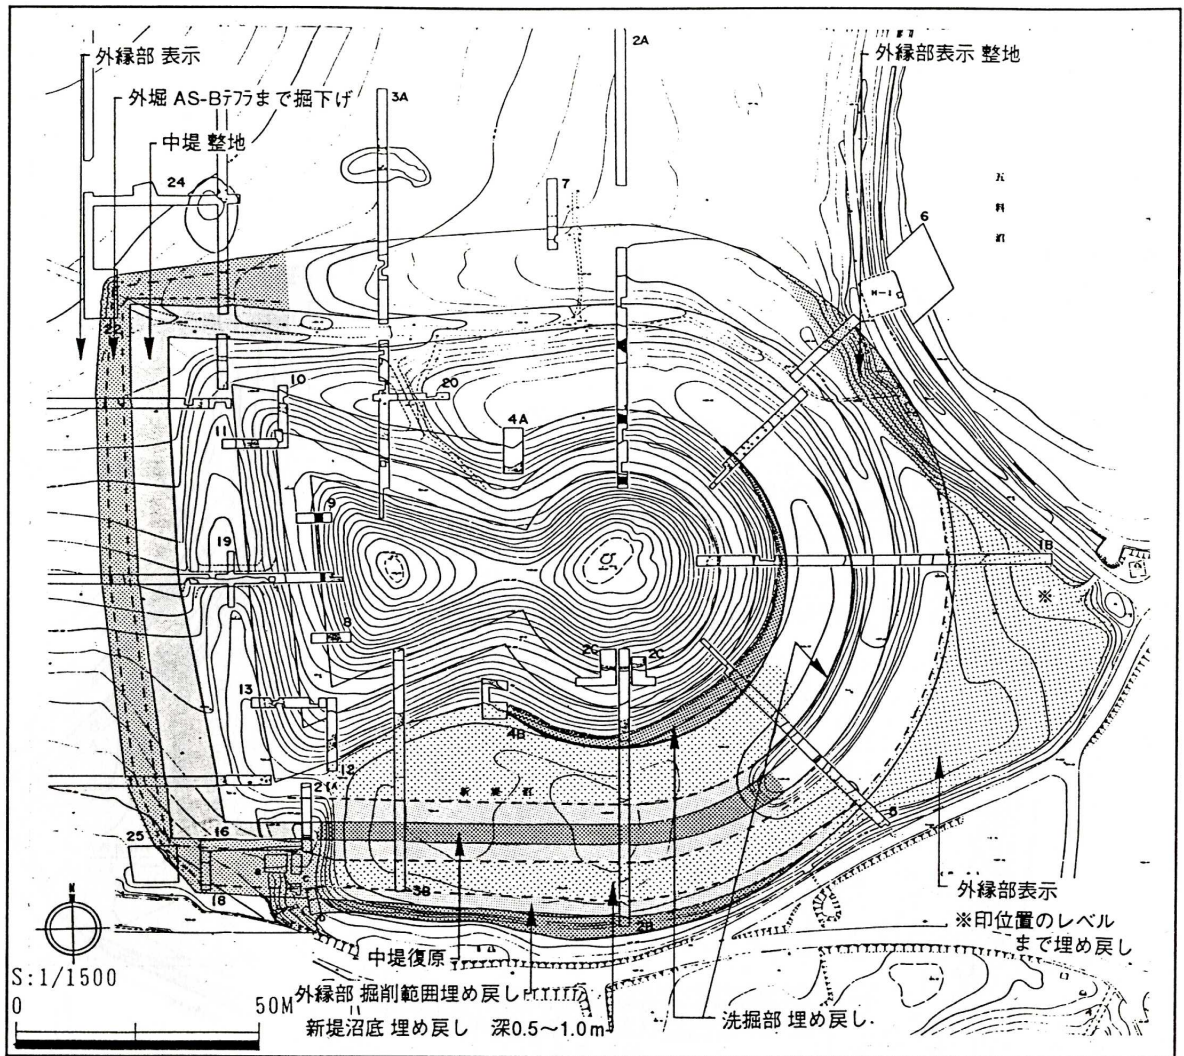 2A
外縁部 表示
外縁部表示 整地
外堀 AS-Bテフラまで掘下げ
3A
中堤 整地
24
7
6
H-1
22
10
20
4A
11
9
19
1B
※
8
2C
2C
13
4B
12
21A
新堤沼
16
25
5
18
3B
2B
外縁部表示
※印位置のレベル
まで埋め戻し
N
中堤復原
S:1/1500
0 50M
外縁部 掘削範囲埋め戻し
新堤沼底 埋め戻し 深0.5〜1.0m
洗掘部 埋め戻し.